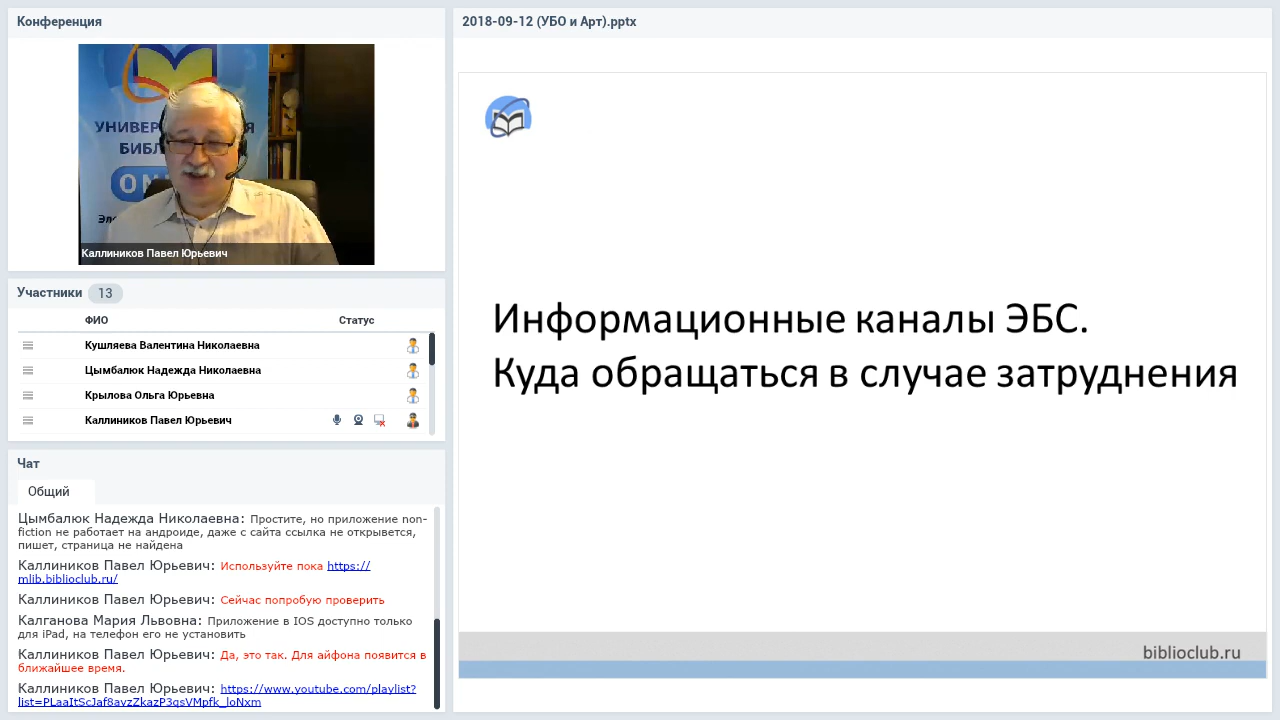 Конференция
УНИВЕР
Я
БИБЛ
ON
Эле
Каллиников Павел Юрьевич
Участники 13
ФИО Статус
Кушляева Валентина Николаевна
Цымбалюк Надежда Николаевна
Крылова Ольга Юрьевна
Каллиников Павел Юрьевич
Чат
Общий
Цымбалюк Надежда Николаевна: Простите, но приложение non-
fiction не работает на андроиде, даже с сайта ссылка не открывется,
пишет, страница не найдена
Каллиников Павел Юрьевич: Используйте пока https://
mlib.biblioclub.ru/
Каллиников Павел Юрьевич: Сейчас попробую проверить
Калганова Мария Львовна: Приложение в IOS доступно только
для iPad, на телефон его не установить
Каллиников Павел Юрьевич: Да, это так. Для айфона появится в
ближайшее время.
Каллиников Павел Юрьевич: https://www.youtube.com/playlist?
list=PLaaItScJaf8avzZkazP3qsVMpfk_loNxm
2018-09-12 (УБО и Арт).pptx
Информационные каналы ЭБС.
Куда обращаться в случае затруднения
biblioclub.ru